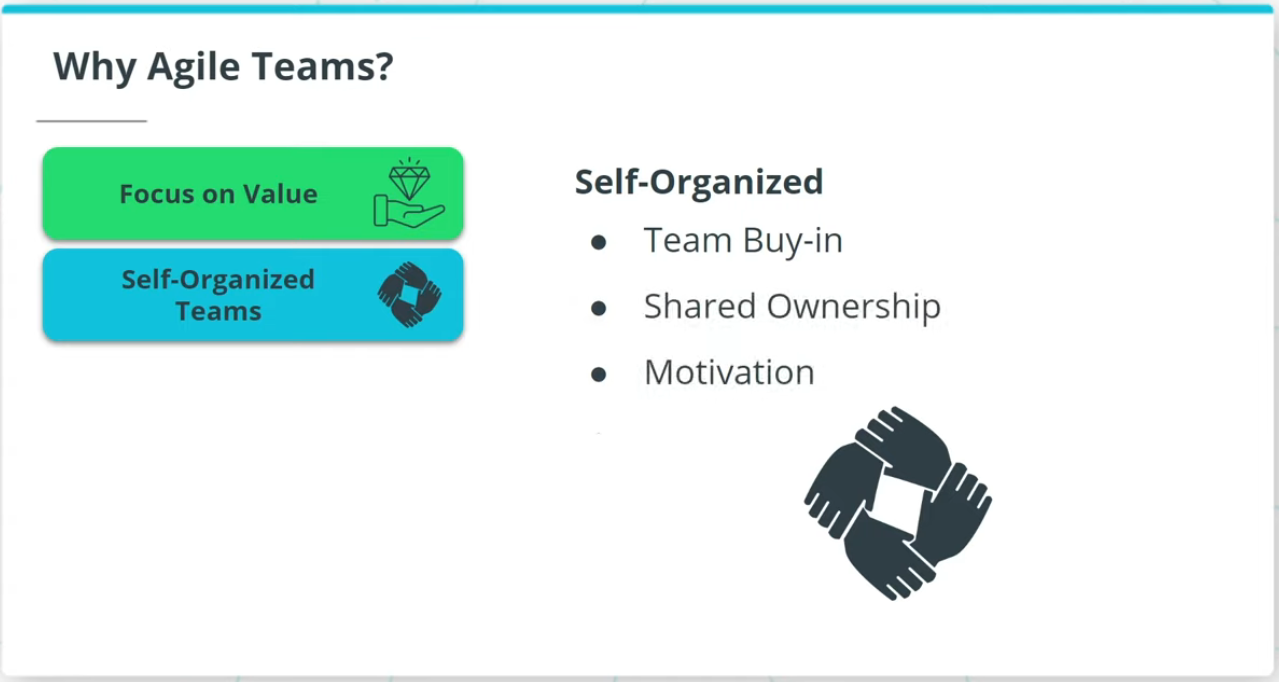 Why Agile Teams?
Focus on Value
Self-Organized
Teams
Self-Organized
● Team Buy-in
● Shared Ownership
● Motivation